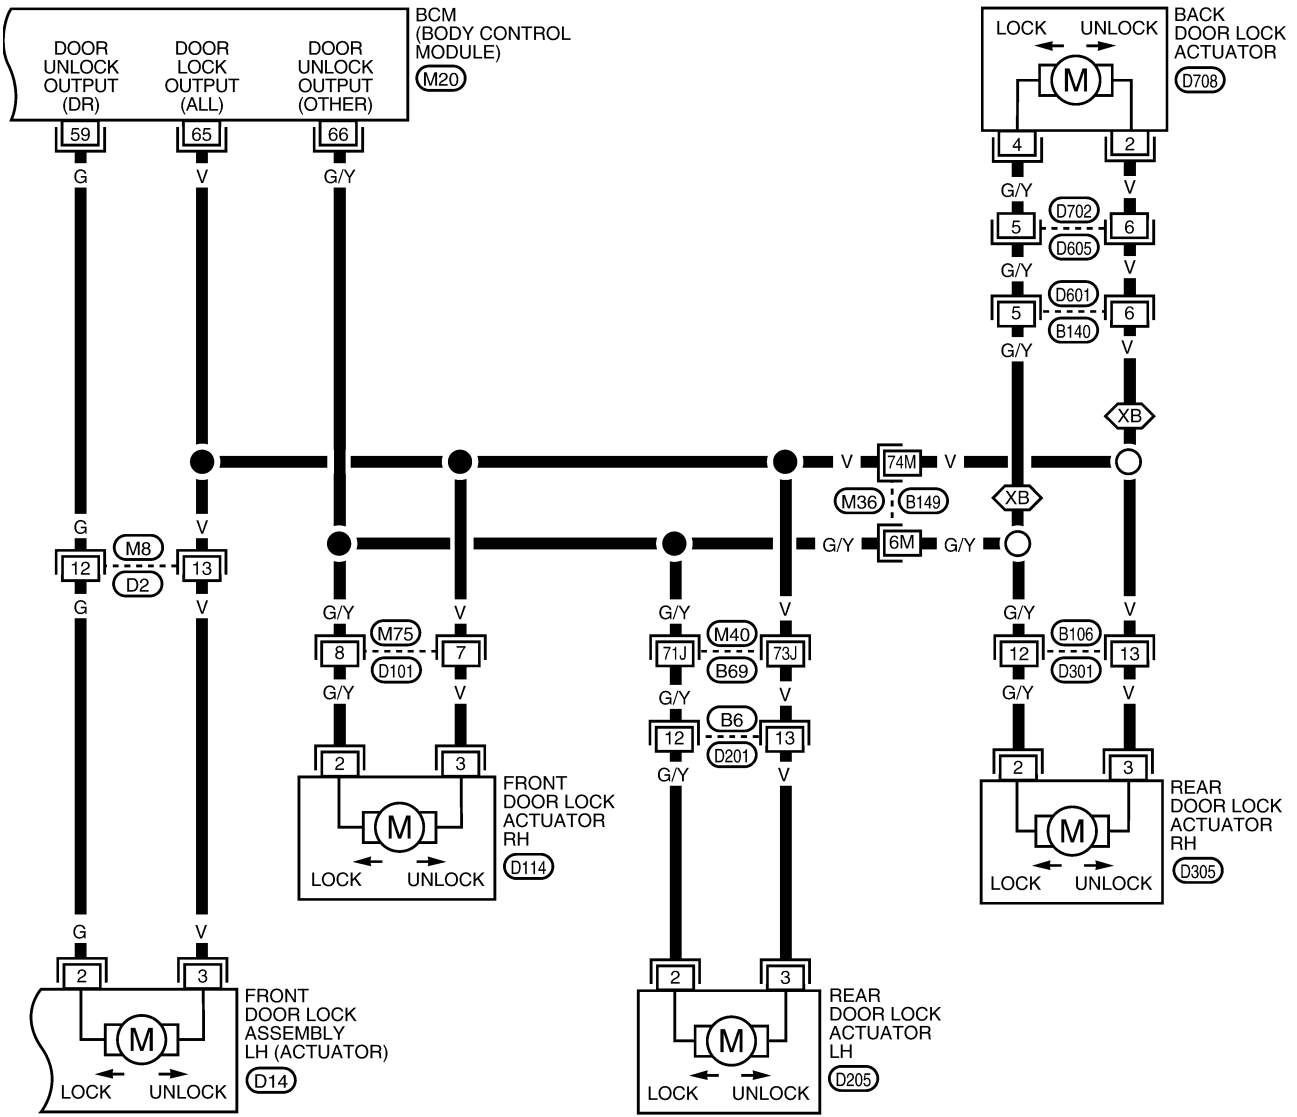 BCM
(BODY CONTROL
MODULE)
M20
DOOR
UNLOCK
OUTPUT
(DR)
DOOR
LOCK
OUTPUT
(ALL)
DOOR
UNLOCK
OUTPUT
(OTHER)
59
65
66
G
V
G/Y
LOCK
UNLOCK
M
BACK
DOOR LOCK
ACTUATOR
D708
4
2
G/Y
V
D702
5
6
D605
G/Y
V
D601
5
6
B140
G/Y
V
XB
V
74M
V
M36
B149
XB
G/Y
6M
G/Y
G
V
M8
12
13
D2
G
V
G/Y
V
M75
8
7
D101
G/Y
V
2
3
M
LOCK
UNLOCK
FRONT
DOOR LOCK
ACTUATOR
RH
D114
G/Y
V
M40
71J
73J
B69
G/Y
V
B6
12
13
D201
G/Y
V
G/Y
V
B106
12
13
D301
G/Y
V
2
3
M
LOCK
UNLOCK
REAR
DOOR LOCK
ACTUATOR
RH
D305
G
V
2
3
M
LOCK
UNLOCK
FRONT
DOOR LOCK
ASSEMBLY
LH (ACTUATOR)
D14
2
3
M
LOCK
UNLOCK
REAR
DOOR LOCK
ACTUATOR
LH
D205